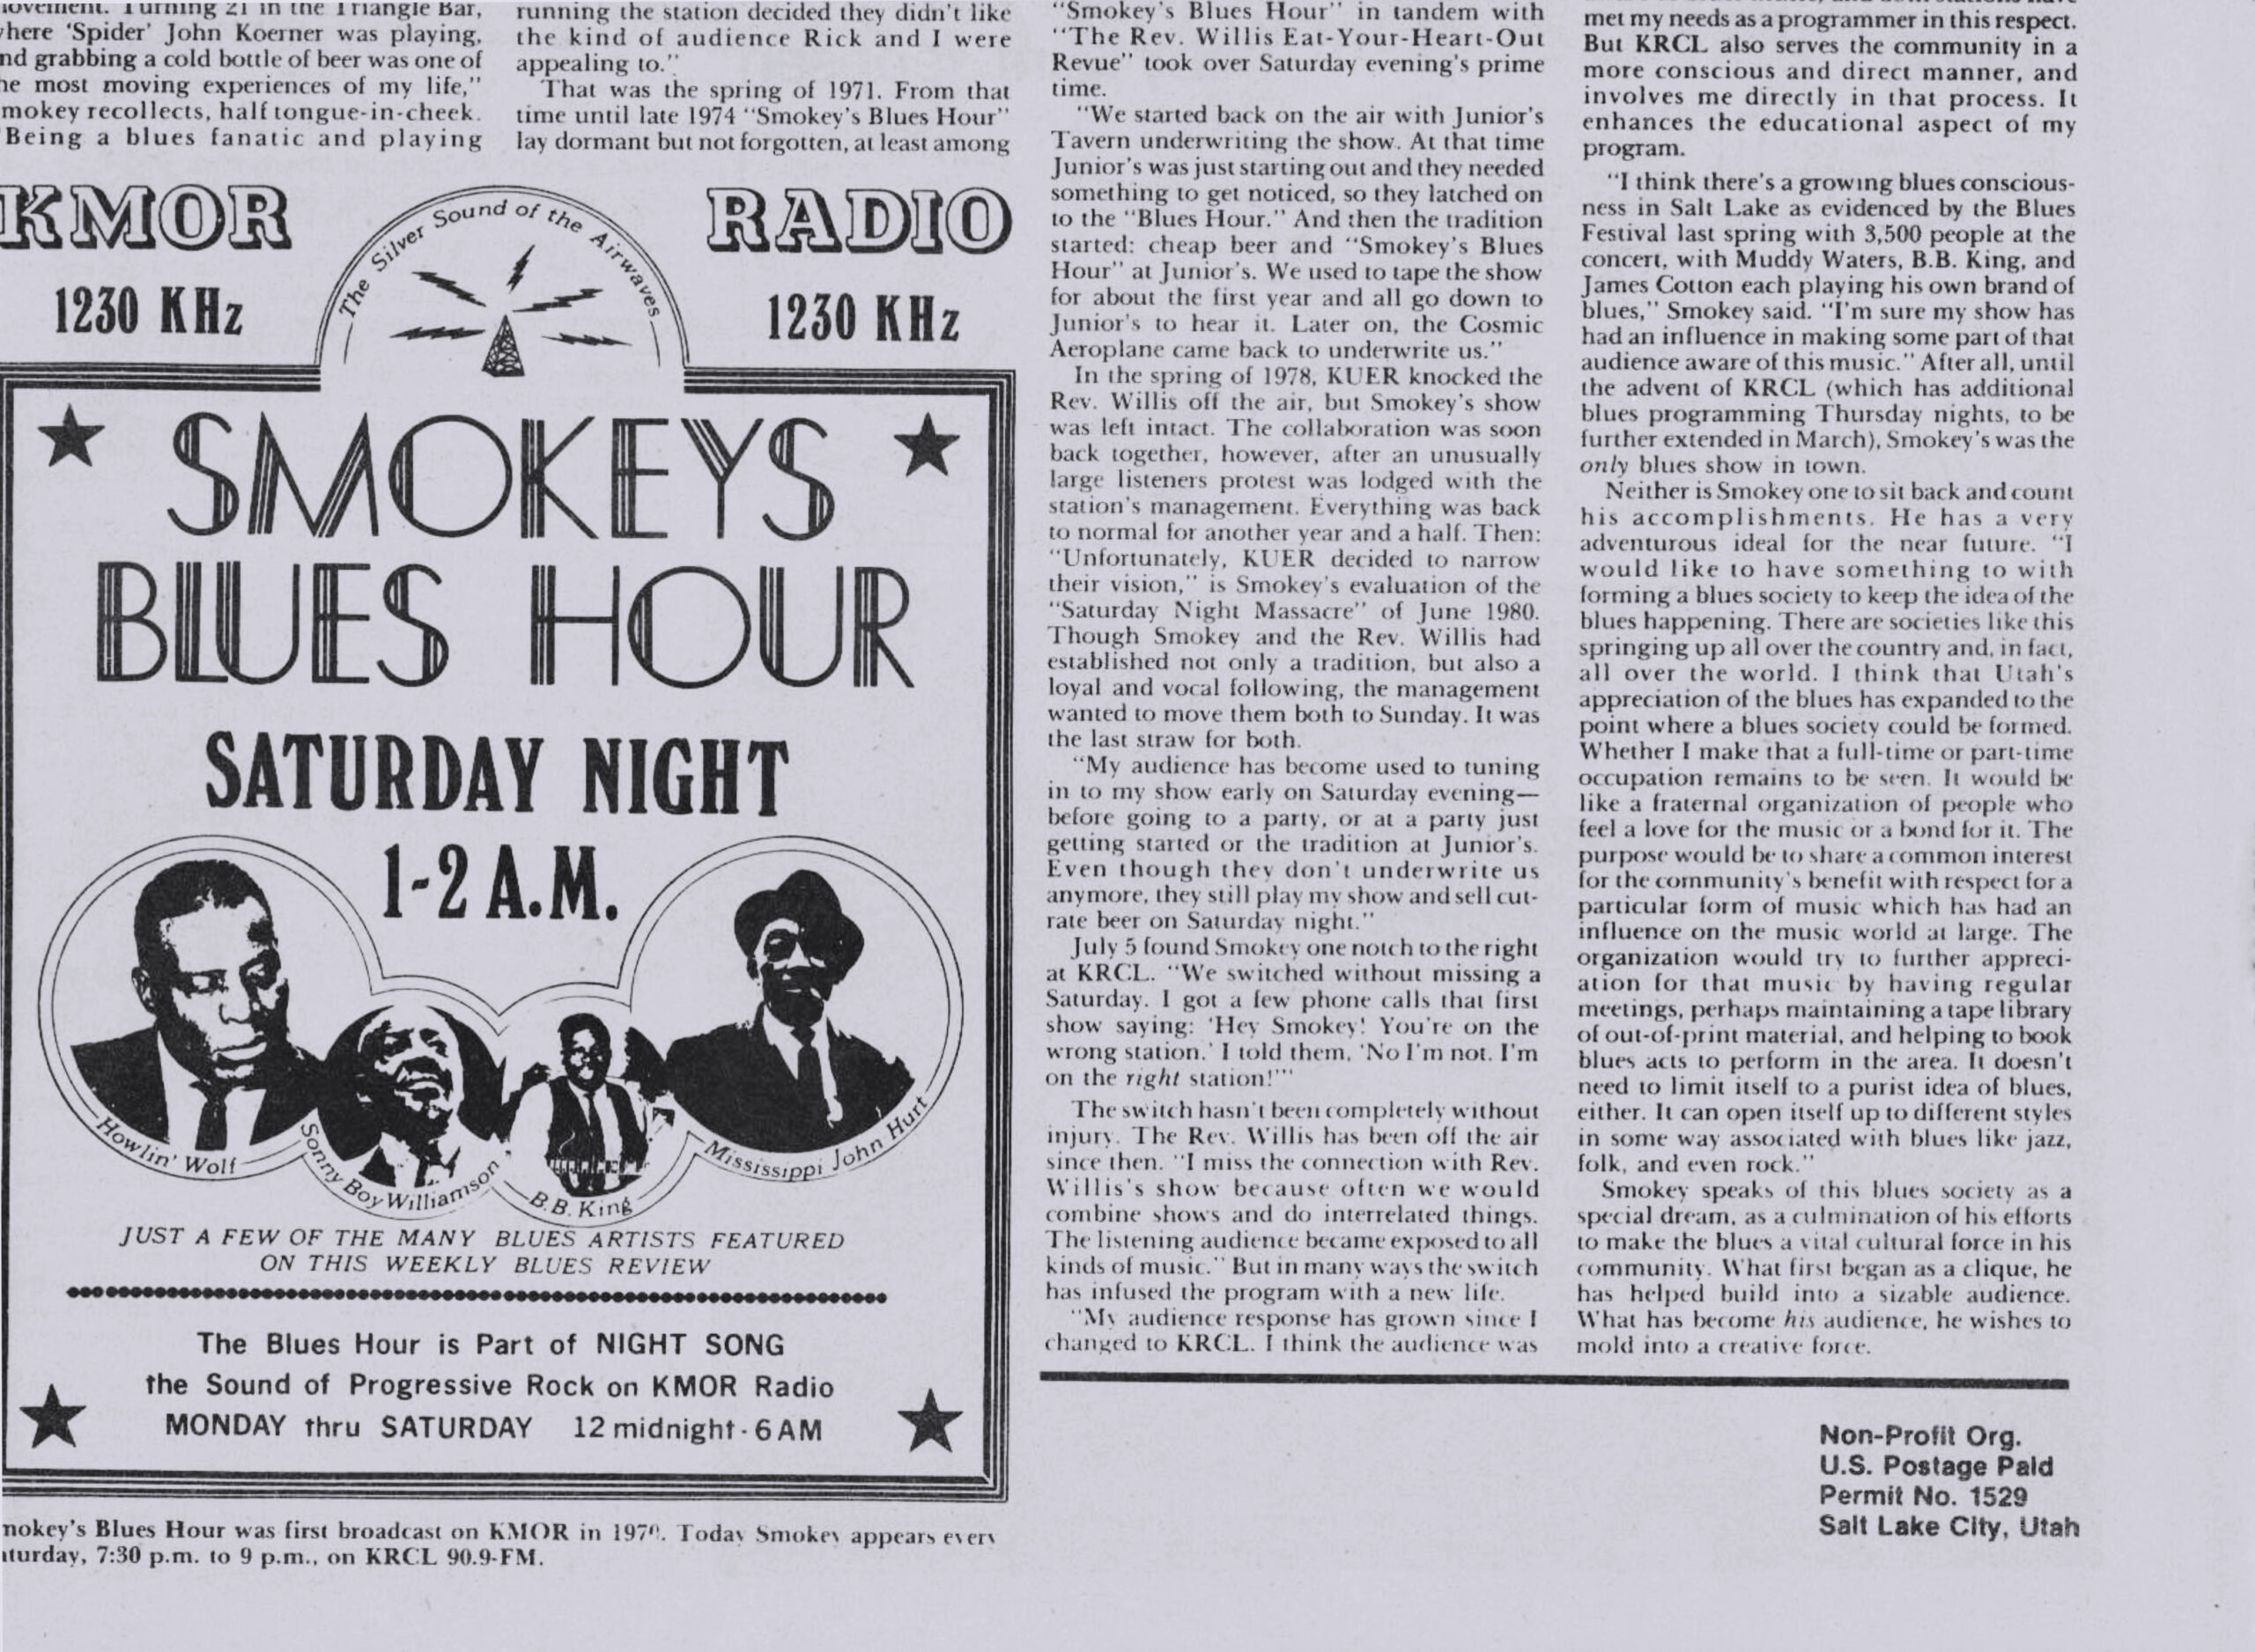 ovement. Turning 21 in the Triangle Bar,
here 'Spider' John Koerner was playing,
nd grabbing a cold bottle of beer was one of
he most moving experiences of my life,"
mokey recollects, half tongue-in-cheek.
"Being a blues fanatic and playing
running the station decided they didn't like
the kind of audience Rick and I were
appealing to."
That was the spring of 1971. From that
time until late 1974 "Smokey's Blues Hour"
lay dormant but not forgotten, at least among
KMOR
1230 KHz
The Silver Sound of the Airwaves
RADIO
1230 KHz
SMOKEYS
BLUES HOUR
SATURDAY NIGHT
1-2 A.M.
Howlin' Wolf
Sonny Boy Williamson
B.B. King
Mississippi John Hurt
JUST A FEW OF THE MANY BLUES ARTISTS FEATURED
ON THIS WEEKLY BLUES REVIEW
The Blues Hour is Part of NIGHT SONG
the Sound of Progressive Rock on KMOR Radio
MONDAY thru SATURDAY 12 midnight - 6 AM
mokey's Blues Hour was first broadcast on KMOR in Today Smokey appears every
aturday, 7:30 p.m. to 9 p.m., on KRCL 90.9-FM.
"Smokey's Blues Hour" in tandem with
"The Rev. Willis Eat-Your-Heart-Out
Revue" took over Saturday evening's prime
time.
"We started back on the air with Junior's
Tavern underwriting the show. At that time
Junior's was just starting out and they needed
something to get noticed, so they latched on
to the "Blues Hour." And then the tradition
started: cheap beer and "Smokey's Blues
Hour" at Junior's. We used to tape the show
for about the first year and all go down to
Junior's to hear it. Later on, the Cosmic
Aeroplane came back to underwrite us."
In the spring of 1978, KUER knocked the
Rev. Willis off the air, but Smokey's show
was left intact. The collaboration was soon
back together, however, after an unusually
large listeners protest was lodged with the
station's management. Everything was back
to normal for another year and a half. Then:
"Unfortunately, KUER decided to narrow
their vision," is Smokey's evaluation of the
"Saturday Night Massacre" of June 1980.
Though Smokey and the Rev. Willis had
established not only a tradition, but also a
loyal and vocal following, the management
wanted to move them both to Sunday. It was
the last straw for both.
"My audience has become used to tuning
in to my show early on Saturday evening—
before going to a party, or at a party just
getting started or the tradition at Junior's.
Even though they don't underwrite us
anymore, they still play my show and sell cut-
rate beer on Saturday night."
July 5 found Smokey one notch to the right
at KRCL. "We switched without missing a
Saturday. I got a few phone calls that first
show saying: 'Hey Smokey! You're on the
wrong station.' I told them, 'No I'm not. I'm
on the right station!'"
The switch hasn't been completely without
injury. The Rev. Willis has been off the air
since then. "I miss the connection with Rev.
Willis's show because often we would
combine shows and do interrelated things.
The listening audience became exposed to all
kinds of music." But in many ways the switch
has infused the program with a new life.
"My audience response has grown since I
changed to KRCL. I think the audience was
met my needs as a programmer in this respect.
But KRCL also serves the community in a
more conscious and direct manner, and
involves me directly in that process. It
enhances the educational aspect of my
program.
"I think there's a growing blues conscious-
ness in Salt Lake as evidenced by the Blues
Festival last spring with 3,500 people at the
concert, with Muddy Waters, B.B. King, and
James Cotton each playing his own brand of
blues," Smokey said. "I'm sure my show has
had an influence in making some part of that
audience aware of this music." After all, until
the advent of KRCL (which has additional
blues programming Thursday nights, to be
further extended in March), Smokey's was the
only blues show in town.
Neither is Smokey one to sit back and count
his accomplishments. He has a very
adventurous ideal for the near future. "I
would like to have something to with
forming a blues society to keep the idea of the
blues happening. There are societies like this
springing up all over the country and, in fact,
all over the world. I think that Utah's
appreciation of the blues has expanded to the
point where a blues society could be formed.
Whether I make that a full-time or part-time
occupation remains to be seen. It would be
like a fraternal organization of people who
feel a love for the music or a bond for it. The
purpose would be to share a common interest
for the community's benefit with respect for a
particular form of music which has had an
influence on the music world at large. The
organization would try to further appreci-
ation for that music by having regular
meetings, perhaps maintaining a tape library
of out-of-print material, and helping to book
blues acts to perform in the area. It doesn't
need to limit itself to a purist idea of blues,
either. It can open itself up to different styles
in some way associated with blues like jazz,
folk, and even rock."
Smokey speaks of this blues society as a
special dream, as a culmination of his efforts
to make the blues a vital cultural force in his
community. What first began as a clique, he
has helped build into a sizable audience.
What has become his audience, he wishes to
mold into a creative force.
Non-Profit Org.
U.S. Postage Paid
Permit No. 1529
Salt Lake City, Utah